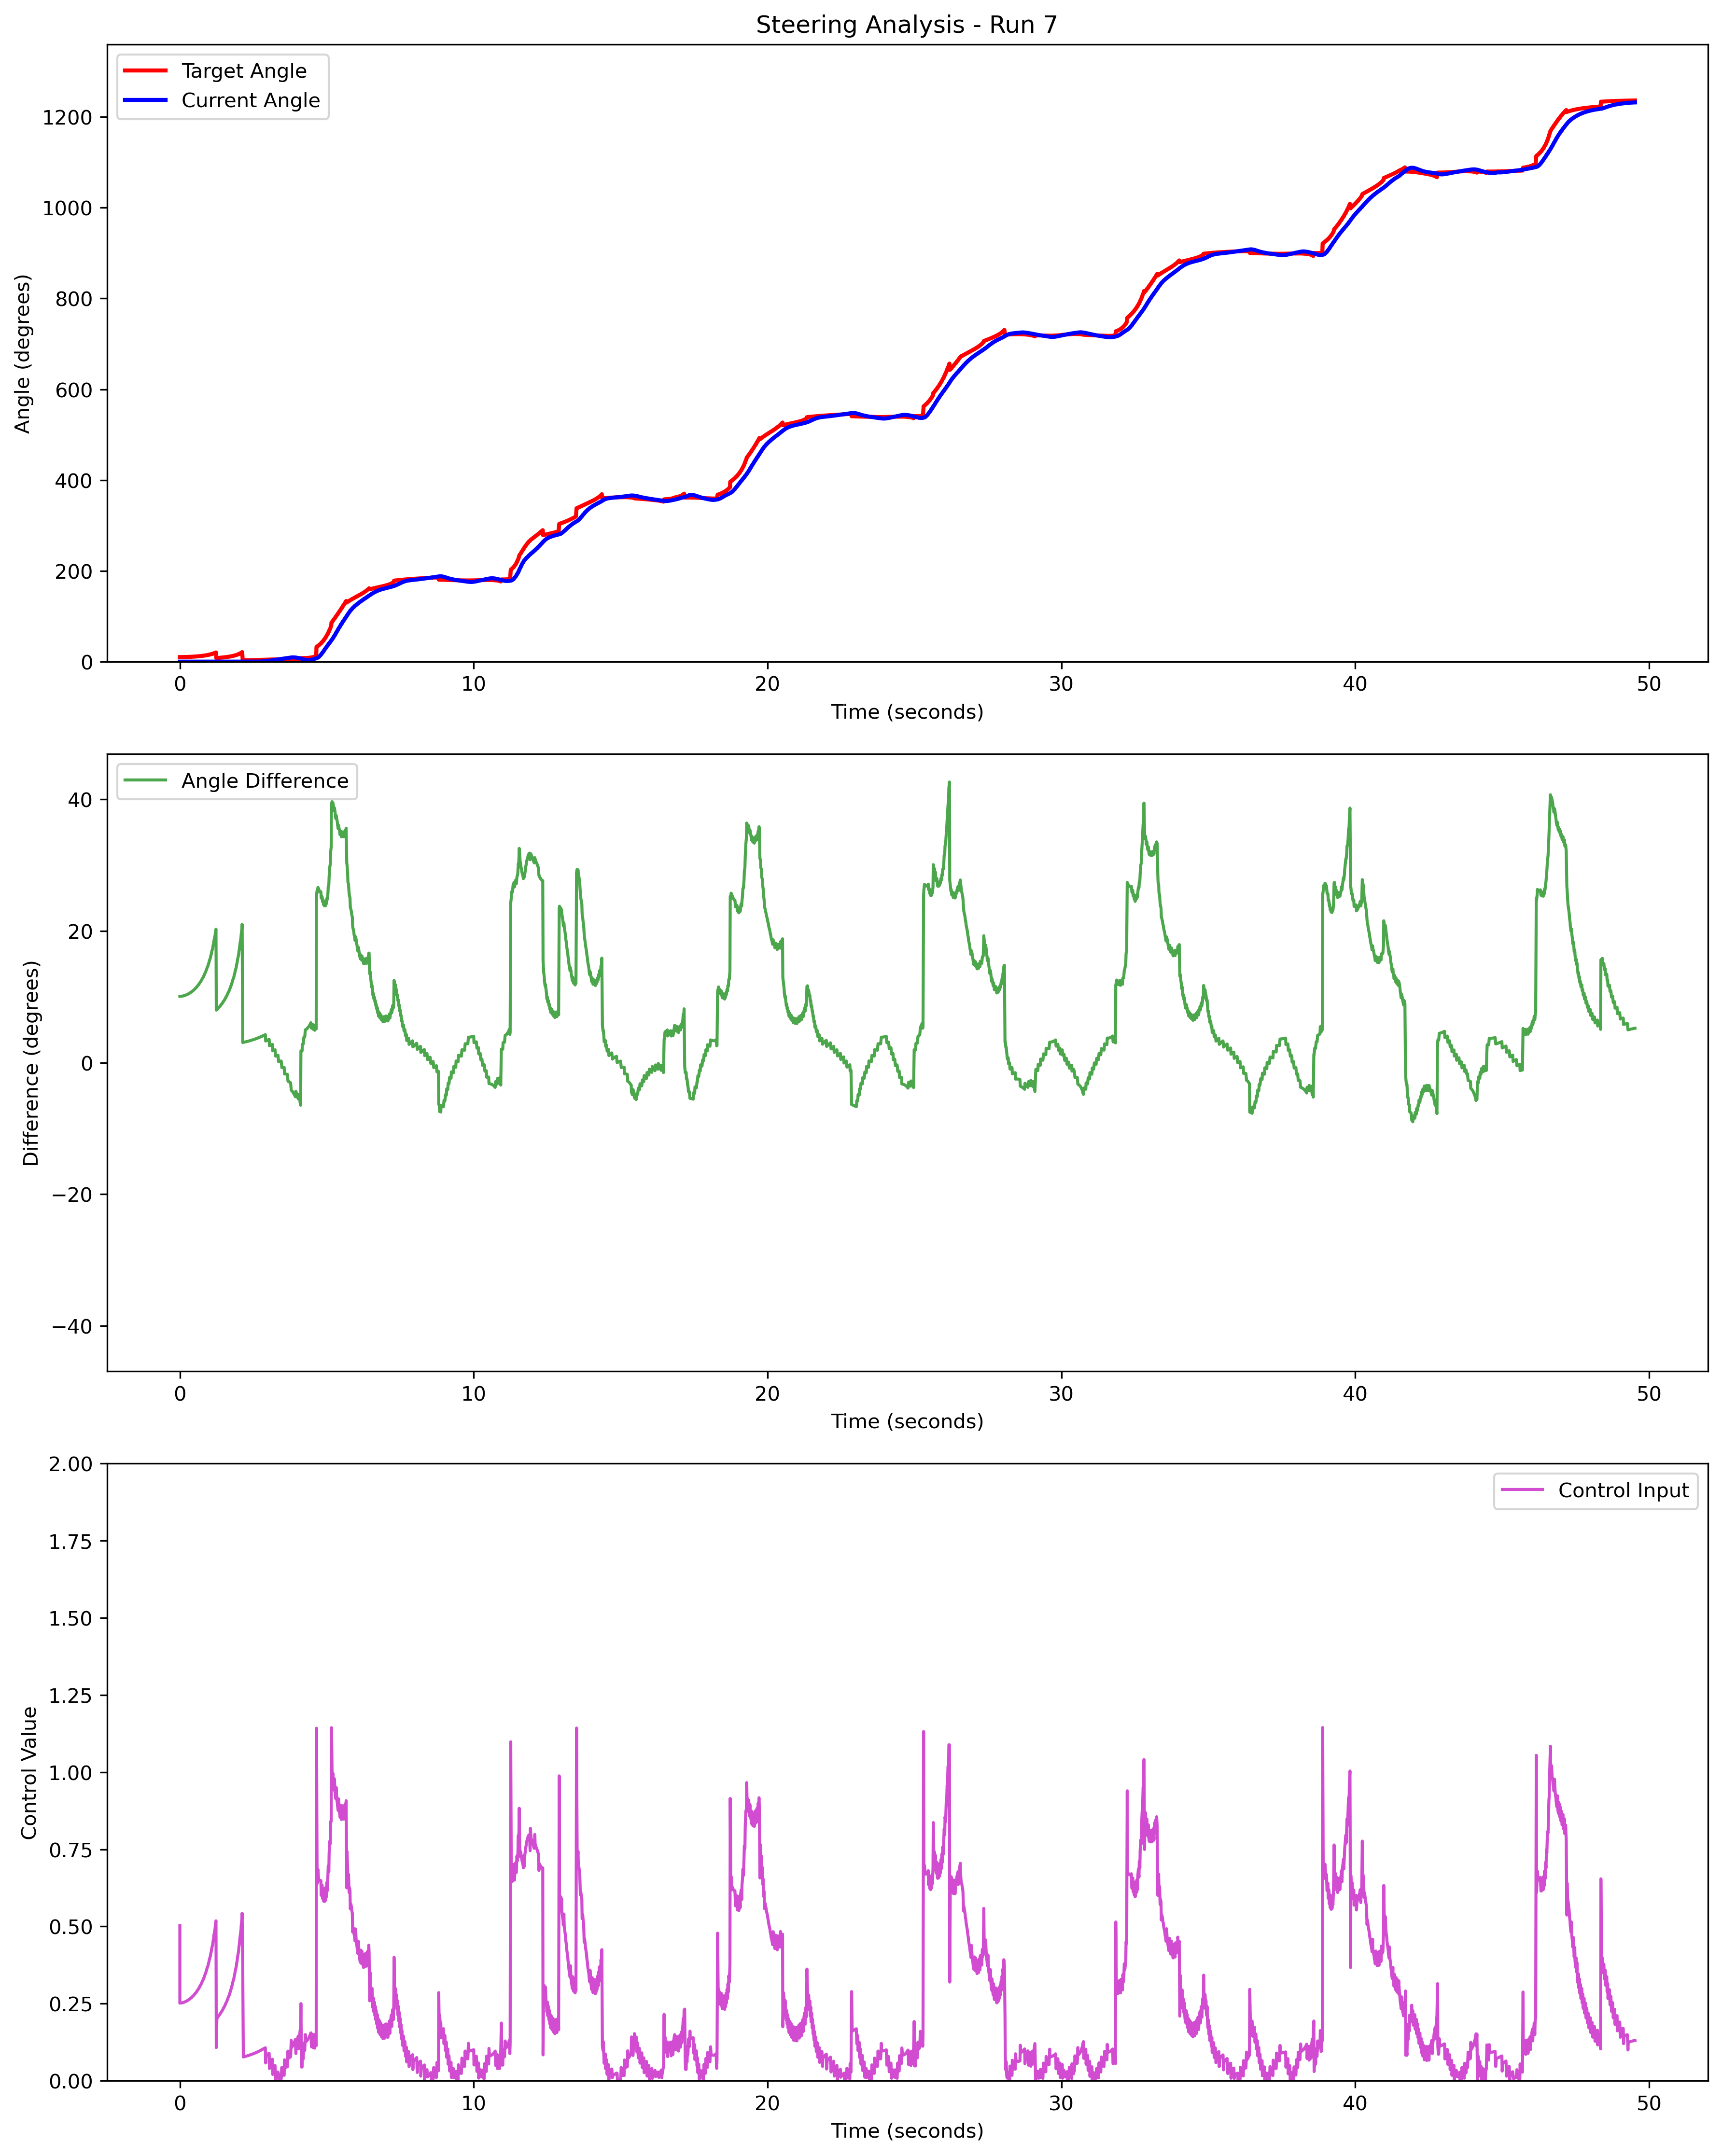 Steering Analysis - Run 7
Target Angle
Current Angle
Angle (degrees)
1200
1000
800
600
400
200
0
0 10 20 30 40 50
Time (seconds)
Angle Difference
Difference (degrees)
40
20
0
−20
−40
0 10 20 30 40 50
Time (seconds)
Control Input
Control Value
2.00
1.75
1.50
1.25
1.00
0.75
0.50
0.25
0.00
0 10 20 30 40 50
Time (seconds)